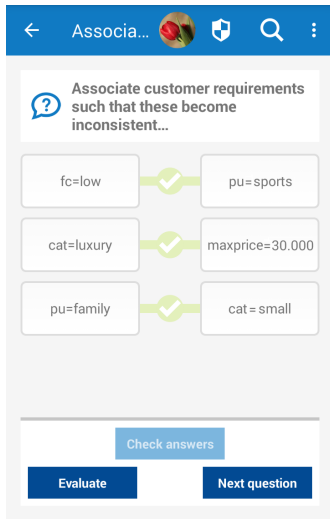 Associa...
Associate customer requirements
such that these become
inconsistent...
fc=low
pu=sports
cat=luxury
maxprice=30.000
pu=family
cat=small
Check answers
Evaluate
Next question